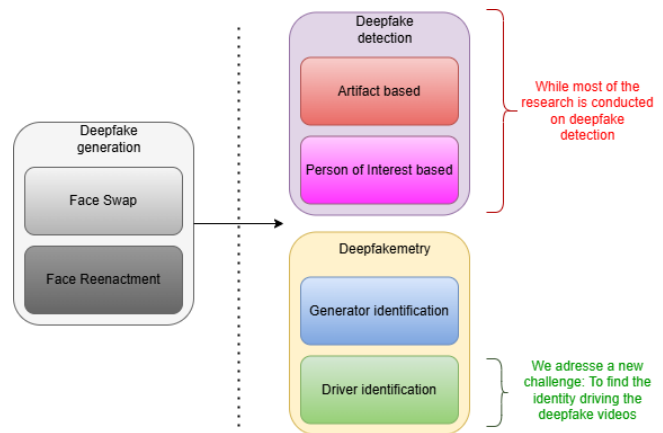 Deepfake
generation
Face Swap
Face Reenactment
Deepfake
detection
Artifact based
Person of Interest based
While most of the
research is conducted
on deepfake
detection
Deepfakemetry
Generator identification
Driver identification
We adresse a new
challenge: To find the
identity driving the
deepfake videos